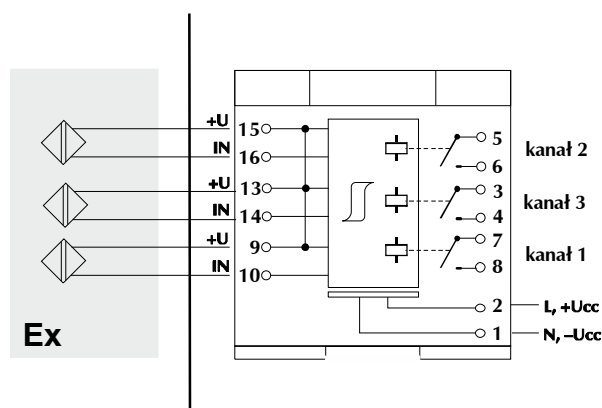 +U 15 5
kanał 2
IN 16 6
+U 13 3
kanał 3
IN 14 4
+U 9 7
kanał 1
IN 10 8
2 L, +Ucc
1 N, –Ucc
Ex